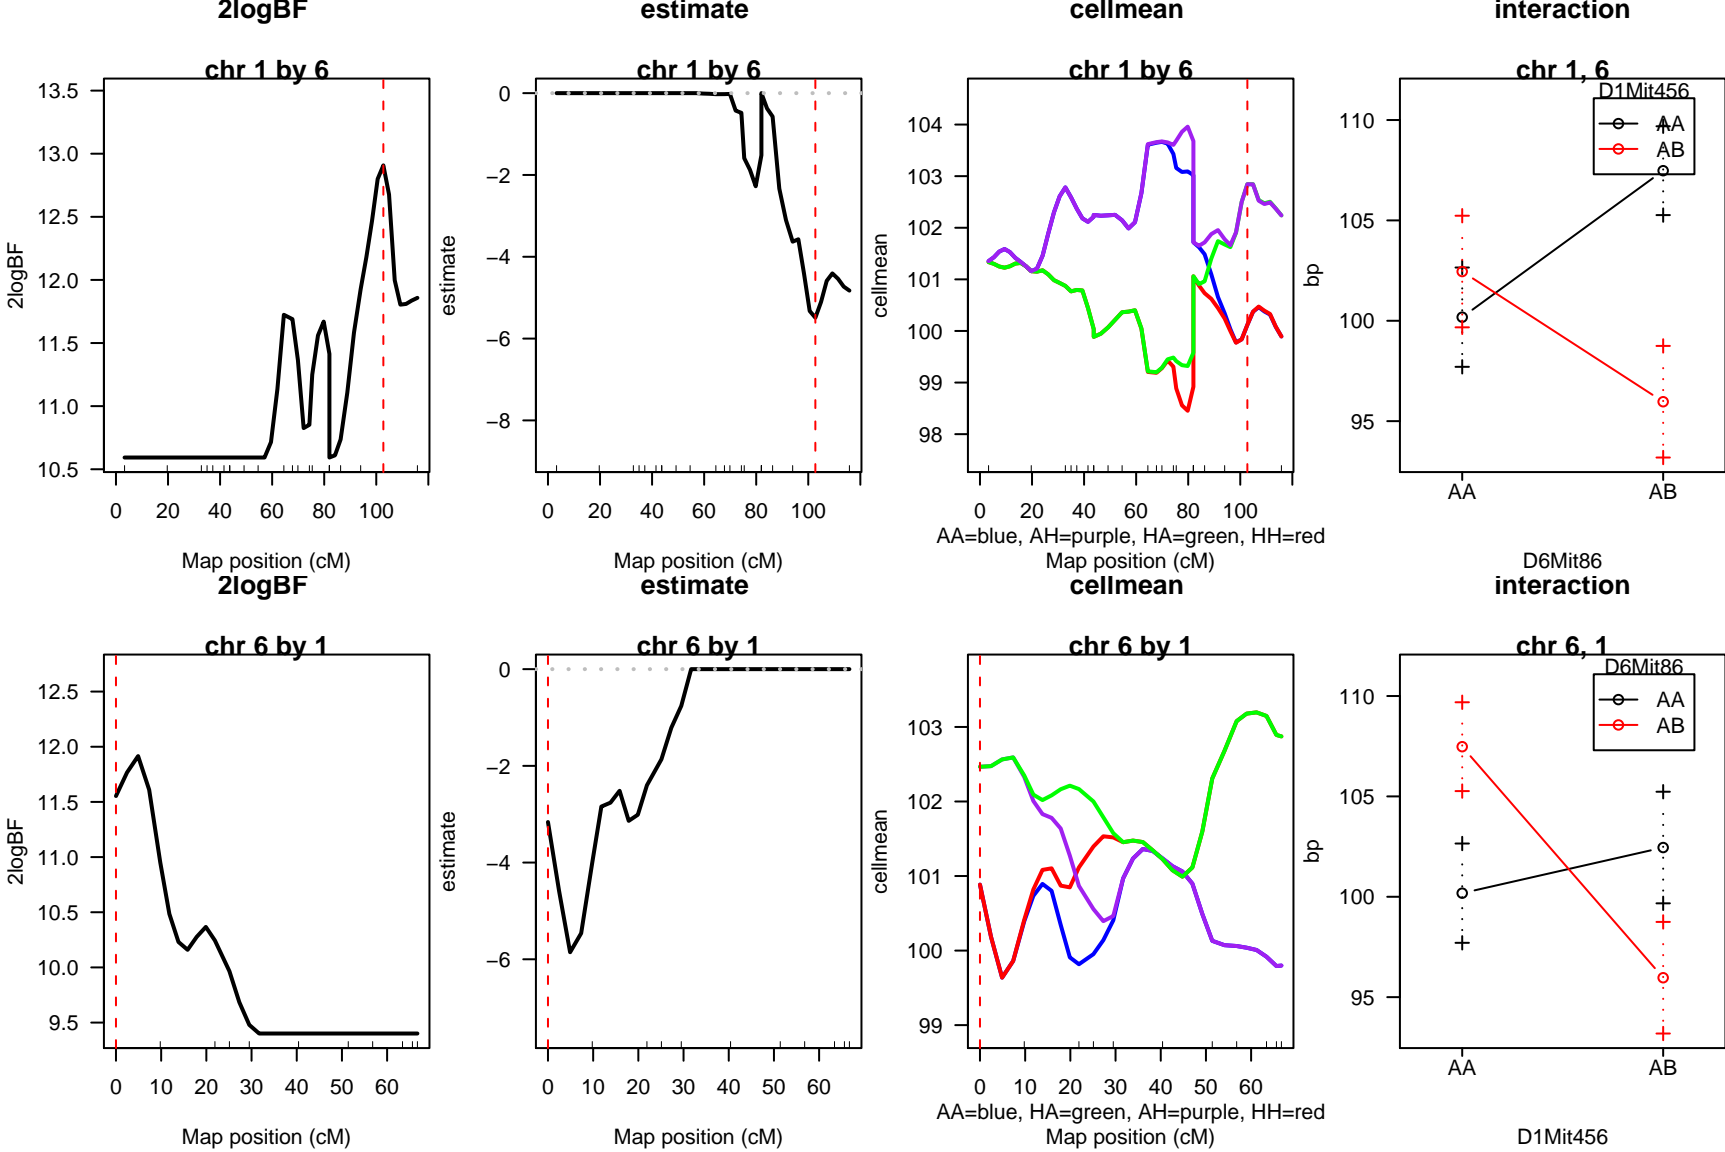 2logBF
estimate
cellmean
interaction
chr 1 by 6
chr 1 by 6
chr 1 by 6
chr 1, 6
2logBF
13.5
13.0
12.5
12.0
11.5
11.0
10.5
0 20 40 60 80 100
Map position (cM)
estimate
0
−2
−4
−6
−8
0 20 40 60 80 100
Map position (cM)
cellmean
104
103
102
101
100
99
98
0 20 40 60 80 100
AA=blue, AH=purple, HA=green, HH=red
Map position (cM)
bp
110
105
100
95
D1Mit456
AA
AB
AA AB
D6Mit86
2logBF
estimate
cellmean
interaction
chr 6 by 1
chr 6 by 1
chr 6 by 1
chr 6, 1
2logBF
12.5
12.0
11.5
11.0
10.5
10.0
9.5
0 10 20 30 40 50 60
Map position (cM)
estimate
0
−2
−4
−6
0 10 20 30 40 50 60
Map position (cM)
cellmean
103
102
101
100
99
0 10 20 30 40 50 60
AA=blue, HA=green, AH=purple, HH=red
Map position (cM)
bp
110
105
100
95
D6Mit86
AA
AB
AA AB
D1Mit456